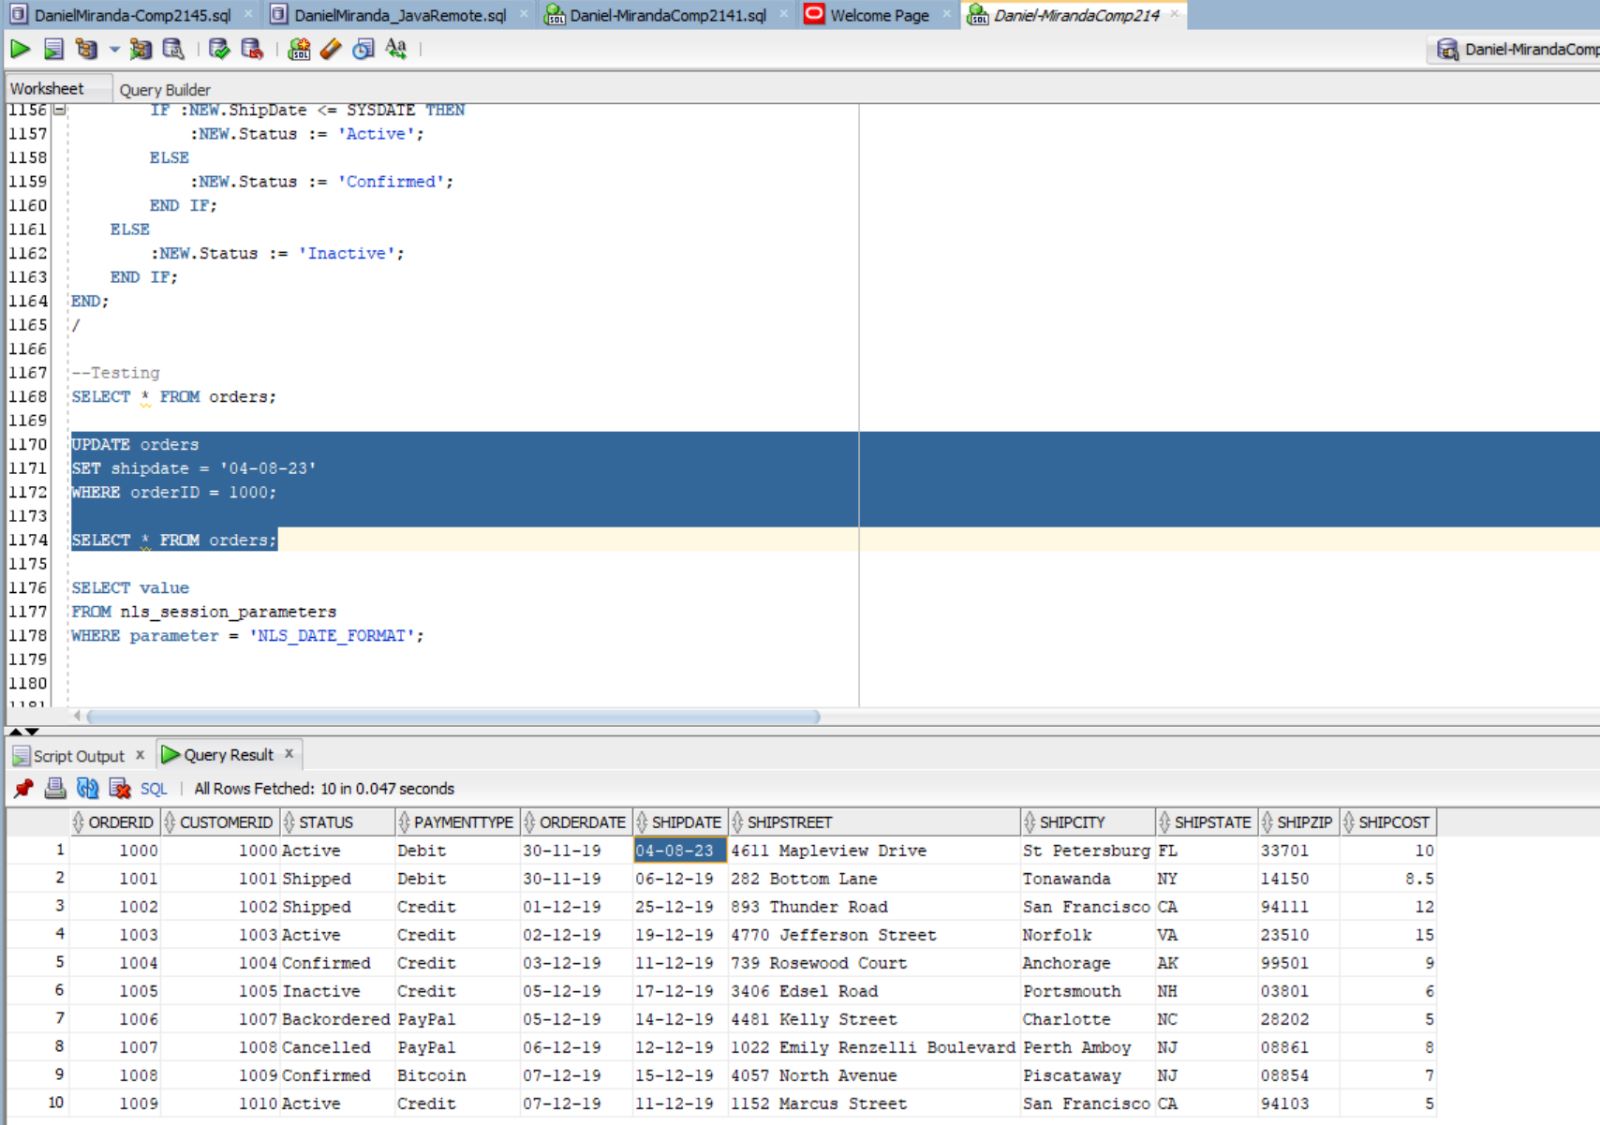 DanielMiranda-Comp2145.sql DanielMiranda_JavaRemote.sql Daniel-MirandaComp2141.sql Welcome Page Daniel-MirandaComp214
Daniel-MirandaComp
Worksheet Query Builder
1156 IF :NEW.ShipDate <= SYSDATE THEN
1157 :NEW.Status := 'Active';
1158 ELSE
1159 :NEW.Status := 'Confirmed';
1160 END IF;
1161 ELSE
1162 :NEW.Status := 'Inactive';
1163 END IF;
1164 END;
1165 /
1166
1167 --Testing
1168 SELECT * FROM orders;
1169
1170 UPDATE orders
1171 SET shipdate = '04-08-23'
1172 WHERE orderID = 1000;
1173
1174 SELECT * FROM orders;
1175
1176 SELECT value
1177 FROM nls_session_parameters
1178 WHERE parameter = 'NLS_DATE_FORMAT';
1179
1180
1181
Script Output x Query Result x
SQL | All Rows Fetched: 10 in 0.047 seconds
ORDERID CUSTOMERID STATUS PAYMENTTYPE ORDERDATE SHIPDATE SHIPSTREET SHIPCITY SHIPSTATE SHIPZIP SHIPCOST
1 1000 1000 Active Debit 30-11-19 04-08-23 4611 Mapleview Drive St Petersburg FL 33701 10
2 1001 1001 Shipped Debit 30-11-19 06-12-19 282 Bottom Lane Tonawanda NY 14150 8.5
3 1002 1002 Shipped Credit 01-12-19 25-12-19 893 Thunder Road San Francisco CA 94111 12
4 1003 1003 Active Credit 02-12-19 19-12-19 4770 Jefferson Street Norfolk VA 23510 15
5 1004 1004 Confirmed Credit 03-12-19 11-12-19 739 Rosewood Court Anchorage AK 99501 9
6 1005 1005 Inactive Credit 05-12-19 17-12-19 3406 Edsel Road Portsmouth NH 03801 6
7 1006 1007 Backordered PayPal 05-12-19 14-12-19 4481 Kelly Street Charlotte NC 28202 5
8 1007 1008 Cancelled PayPal 06-12-19 12-12-19 1022 Emily Renzelli Boulevard Perth Amboy NJ 08861 8
9 1008 1009 Confirmed Bitcoin 07-12-19 15-12-19 4057 North Avenue Piscataway NJ 08854 7
10 1009 1010 Active Credit 07-12-19 11-12-19 1152 Marcus Street San Francisco CA 94103 5